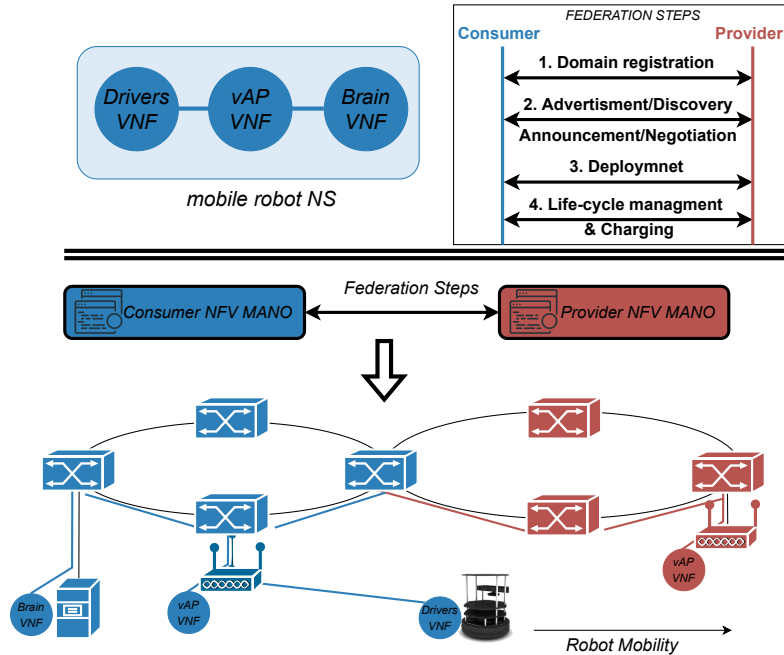 FEDERATION STEPS
Consumer
Provider
1. Domain registration
2. Advertisment/Discovery
Announcement/Negotiation
3. Deploymnet
4. Life-cycle managment
& Charging
Drivers
VNF
vAP
VNF
Brain
VNF
mobile robot NS
Consumer NFV MANO
Federation Steps
Provider NFV MANO
Brain
VNF
vAP
VNF
Drivers
VNF
vAP
VNF
Robot Mobility